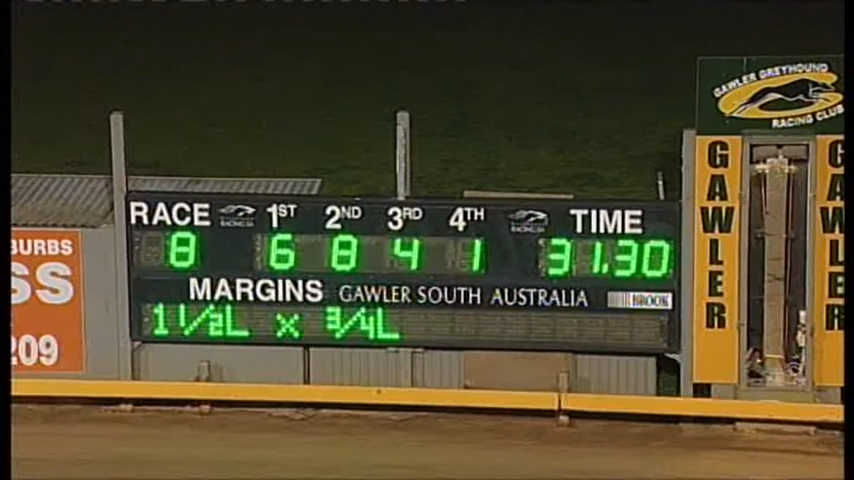 GAWLER GREYHOUND
RACING CLUB
RACE 1ST 2ND 3RD 4TH TIME
8 6 8 4 1 31.30
MARGINS GAWLER SOUTH AUSTRALIA BROOK
1 1/2L x 3/4L
BURBS
SS
209
GAWLER
GAWLER